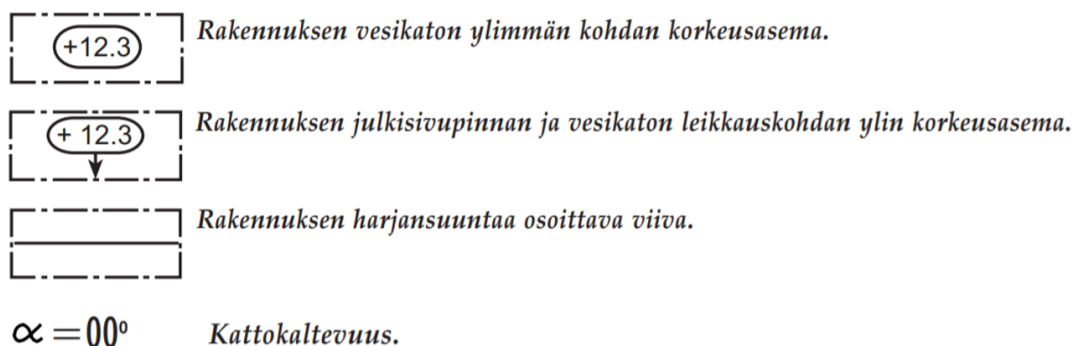 +12.3 Rakennuksen vesikaton ylimmän kohdan korkeusasema.
+ 12.3 Rakennuksen julkisivupinnan ja vesikaton leikkauskohdan ylin korkeusasema.
Rakennuksen harjansuuntaa osoittava viiva.
∝=00º Kattokaltevuus.